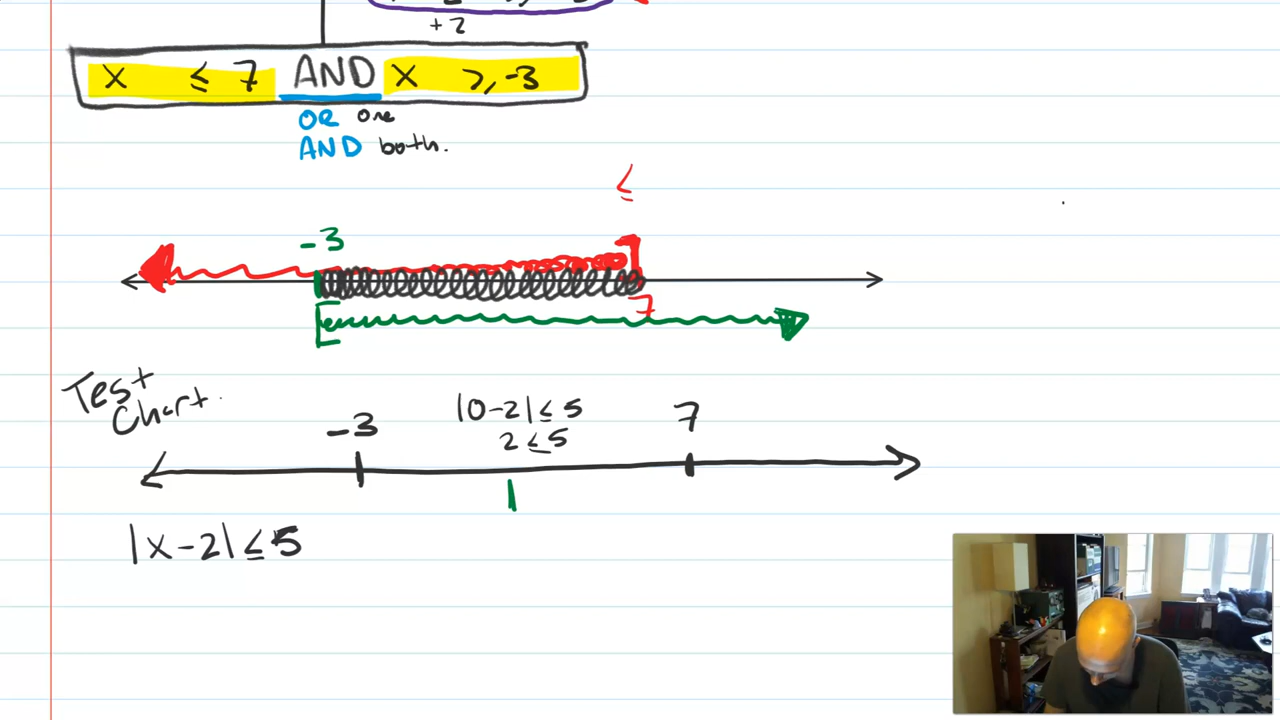 +2
X ≤ 7 AND X ≥ -3
OR one
AND both.
≤
-3
7
Test
Chart.
-3
|0-2| ≤ 5
2 ≤ 5
7
|x-2| ≤ 5